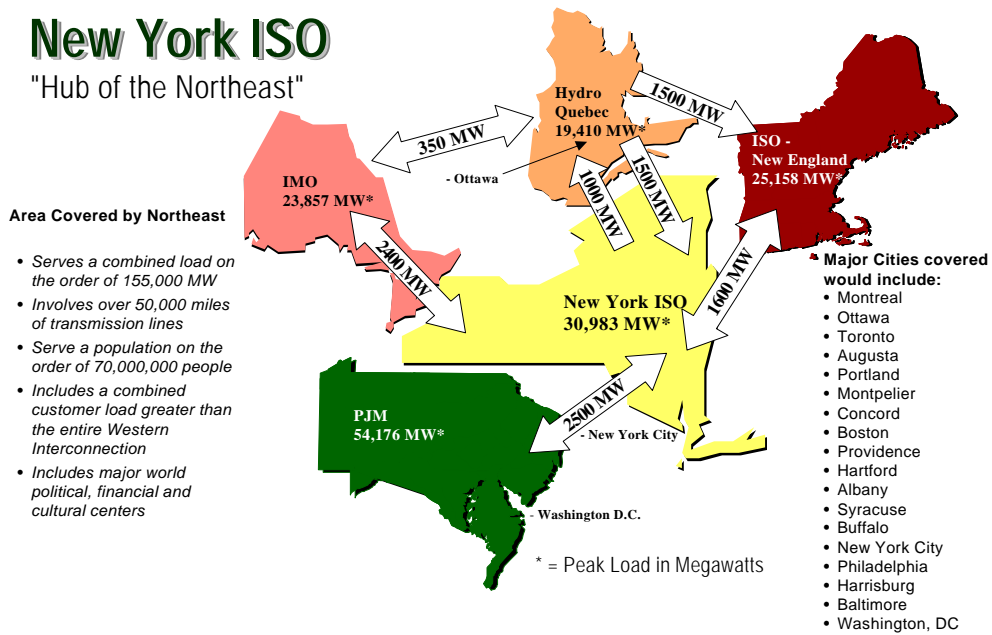 New York ISO
"Hub of the Northeast"
Hydro
Quebec
19,410 MW*
1500 MW
350 MW
ISO -
New England
25,158 MW*
- Ottawa
IMO
23,857 MW*
1000 MW
1500 MW
2400 MW
1600 MW
New York ISO
30,983 MW*
PJM
54,176 MW*
2500 MW
- New York City
- Washington D.C.
* = Peak Load in Megawatts
Area Covered by Northeast
• Serves a combined load on
the order of 155,000 MW
• Involves over 50,000 miles
of transmission lines
• Serve a population on the
order of 70,000,000 people
• Includes a combined
customer load greater than
the entire Western
Interconnection
• Includes major world
political, financial and
cultural centers
Major Cities covered
would include:
• Montreal
• Ottawa
• Toronto
• Augusta
• Portland
• Montpelier
• Concord
• Boston
• Providence
• Hartford
• Albany
• Syracuse
• Buffalo
• New York City
• Philadelphia
• Harrisburg
• Baltimore
• Washington, DC